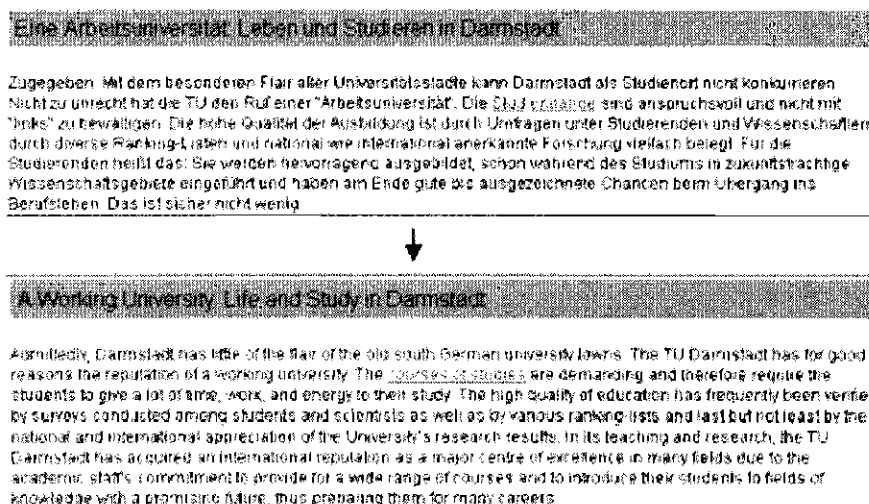 Eine Arbeitsuniversität: Leben und Studieren in Darmstadt
Zugegeben: Mit dem besonderen Flair alter Universitätsstädte kann Darmstadt als Studienort nicht konkurrieren.
Nicht zu unrecht hat die TU den Ruf einer "Arbeitsuniversität". Die Studiengänge sind anspruchsvoll und nicht mit
"links" zu bewältigen. Die hohe Qualität der Ausbildung ist durch Umfragen unter Studierenden und Wissenschaftlern
durch diverse Ranking-Listen und national wie international anerkannte Forschung vielfach belegt. Für die
Studierenden heißt das: Sie werden hervorragend ausgebildet, schon während des Studiums in zukunftsträchtige
Wissenschaftsgebiete eingeführt und haben am Ende gute bis ausgezeichnete Chancen beim Übergang ins
Berufsleben. Das ist sicher nicht wenig.
A Working University: Life and Study in Darmstadt
Admittedly, Darmstadt has little of the flair of the old south German university towns. The TU Darmstadt has for good
reasons the reputation of a working university. The courses of studies are demanding and therefore require the
students to give a lot of time, work, and energy to their study. The high quality of education has frequently been verifie
by surveys conducted among students and scientists as well as by various ranking-lists and last but not least by the
national and international appreciation of the University's research results. In its teaching and research, the TU
Darmstadt has acquired an international reputation as a major centre of excellence in many fields due to the
academic staff's commitment to provide for a wide range of courses and to introduce their students to fields of
knowledge with a promising future, thus preparing them for many careers.